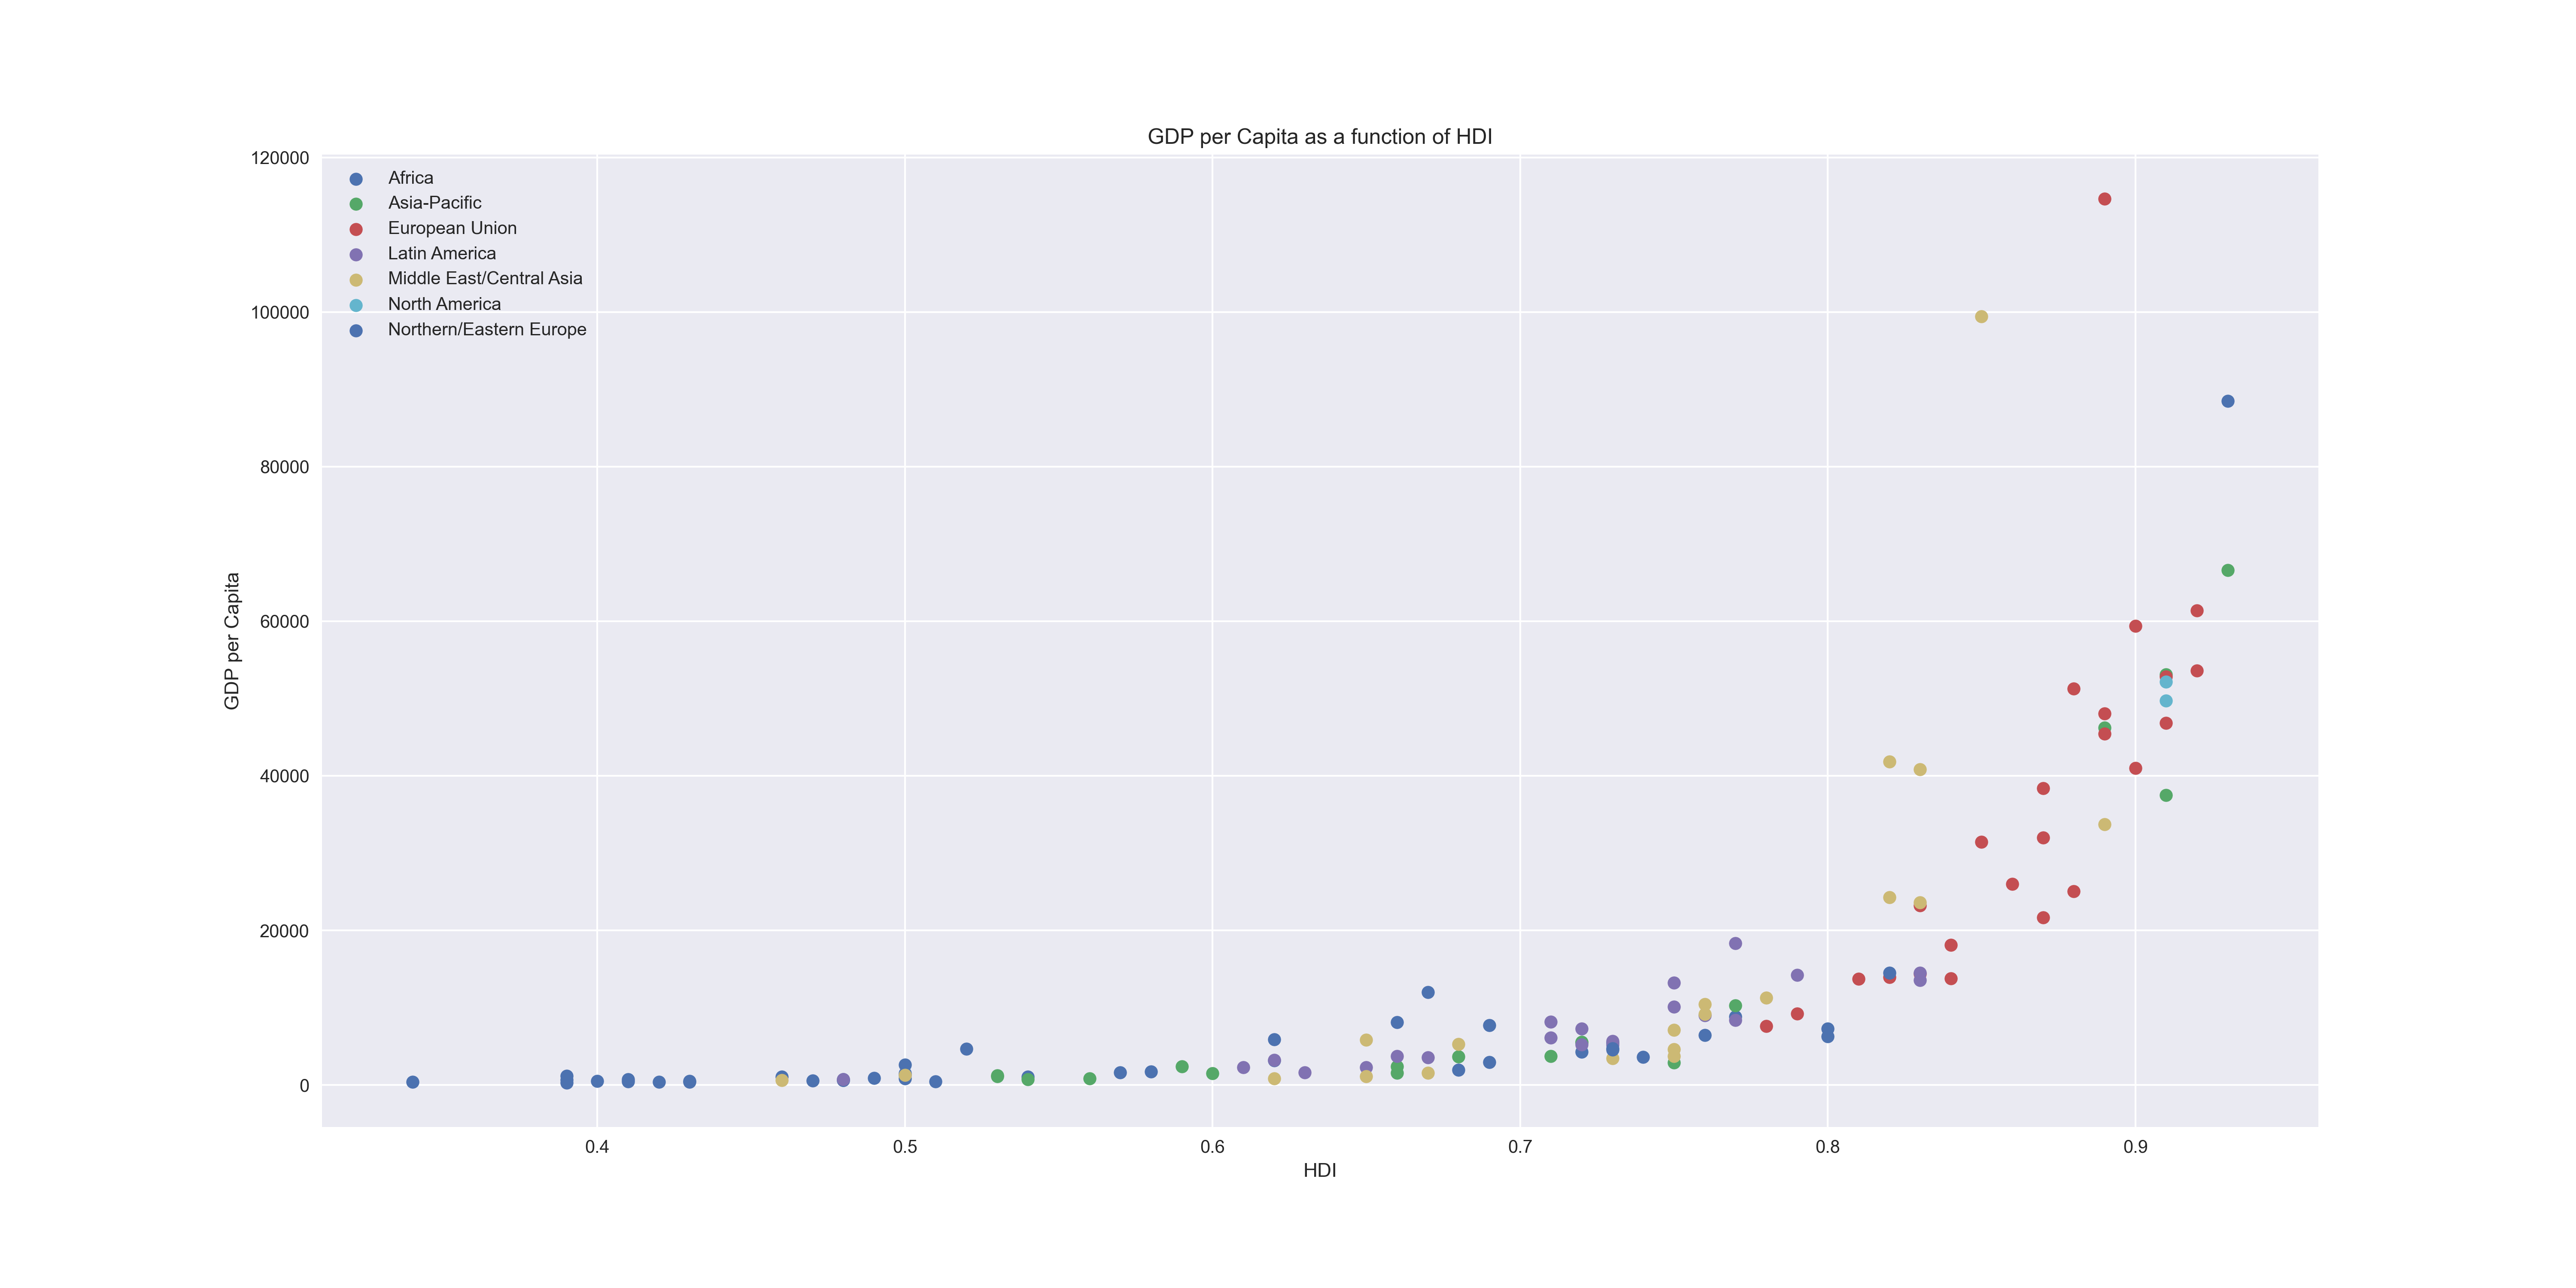 GDP per Capita as a function of HDI
120000
100000
80000
60000
40000
20000
0
GDP per Capita
Africa
Asia-Pacific
European Union
Latin America
Middle East/Central Asia
North America
Northern/Eastern Europe
0.4 0.5 0.6 0.7 0.8 0.9
HDI